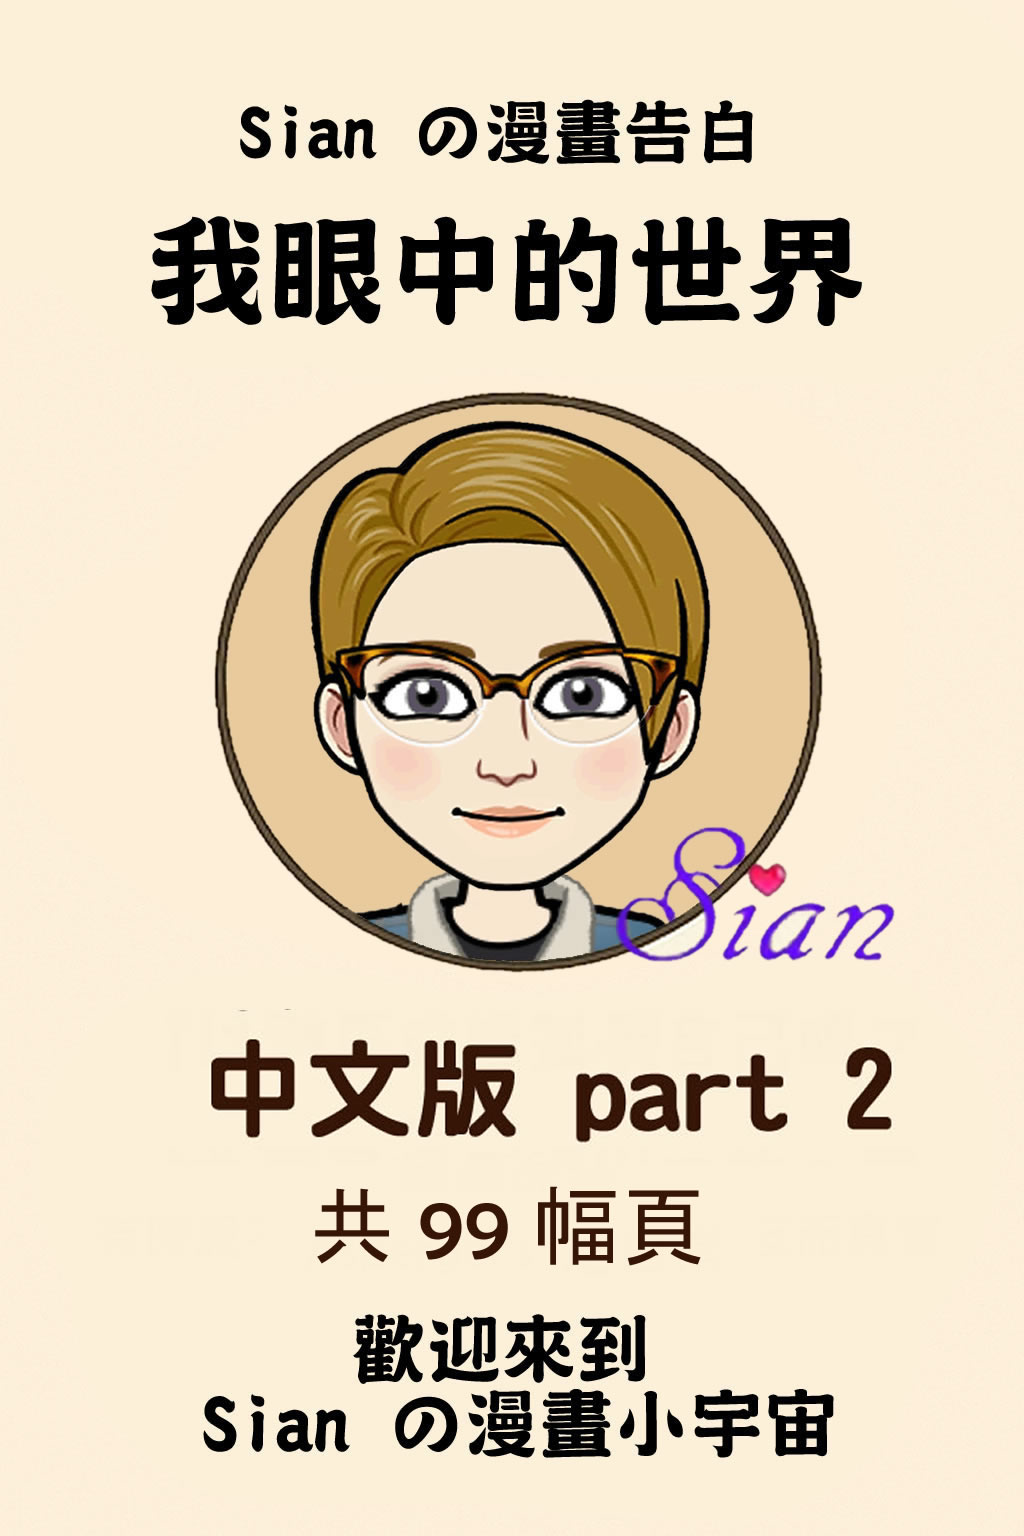 Sian の漫畫告白
我眼中的世界
Sian
中文版 part 2
共 99 幅頁
歡迎來到
Sian の漫畫小宇宙